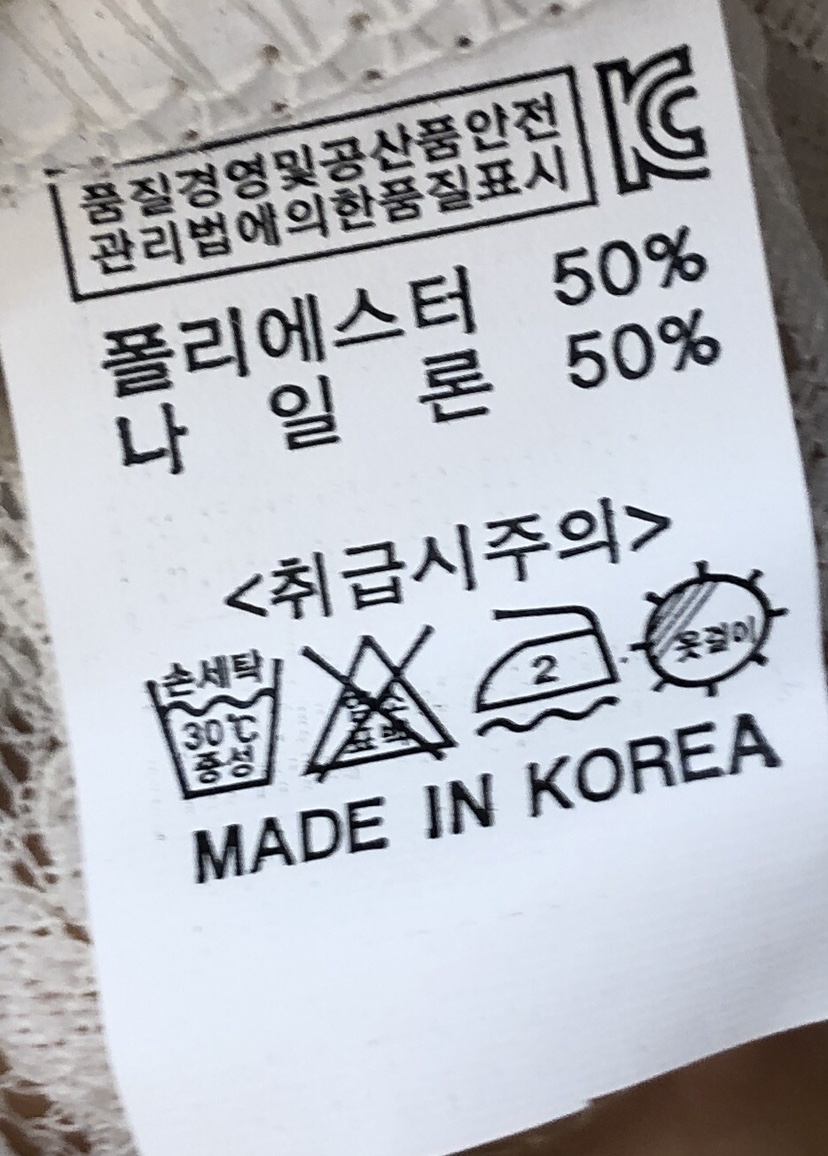 품질경영및공산품안전
관리법에의한품질표시
폴리에스터 50%
나 일 론 50%
<취급시주의>
손세탁
30℃
중성
2
옷걸이
MADE IN KOREA